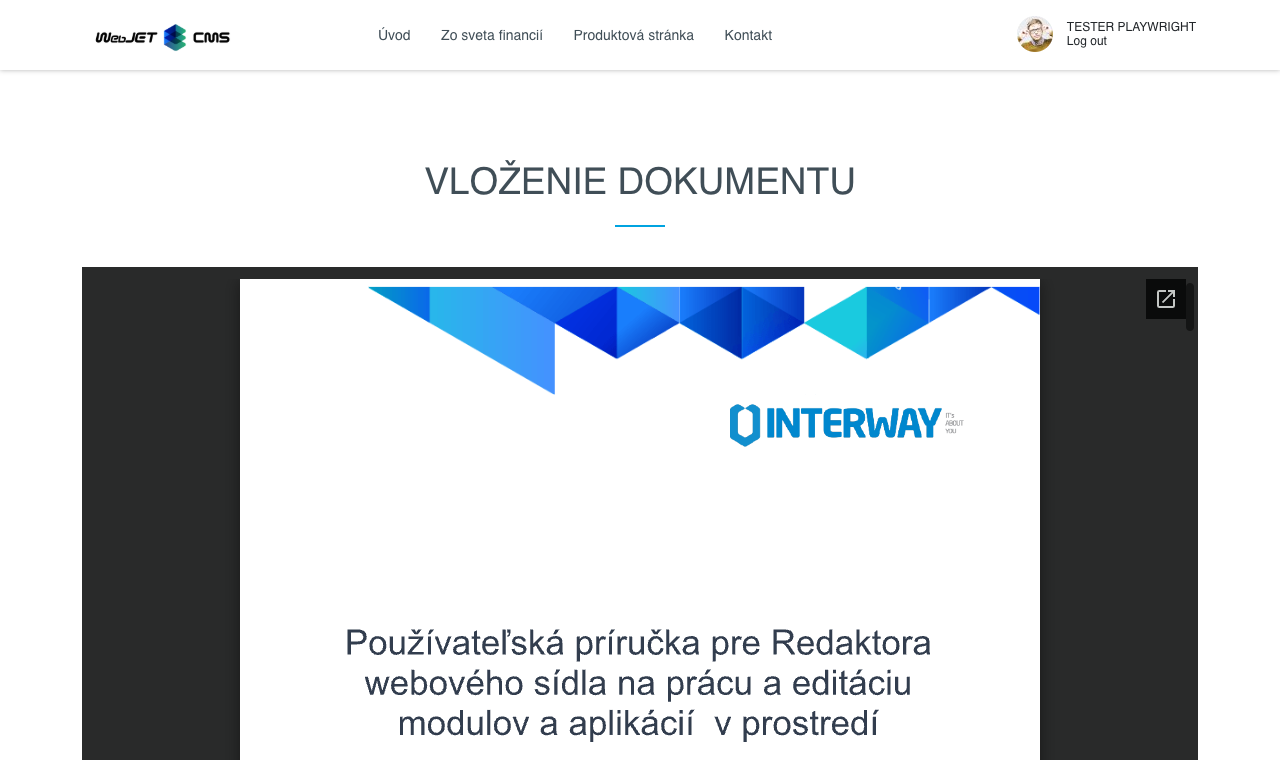 WebJET CMS
Úvod
Zo sveta financií
Produktová stránka
Kontakt
TESTER PLAYWRIGHT
Log out
VLOŽENIE DOKUMENTU
INTERWAY
IT'S
ABOUT
YOU
Používateľská príručka pre Redaktora
webového sídla na prácu a editáciu
modulov a aplikácií v prostredí